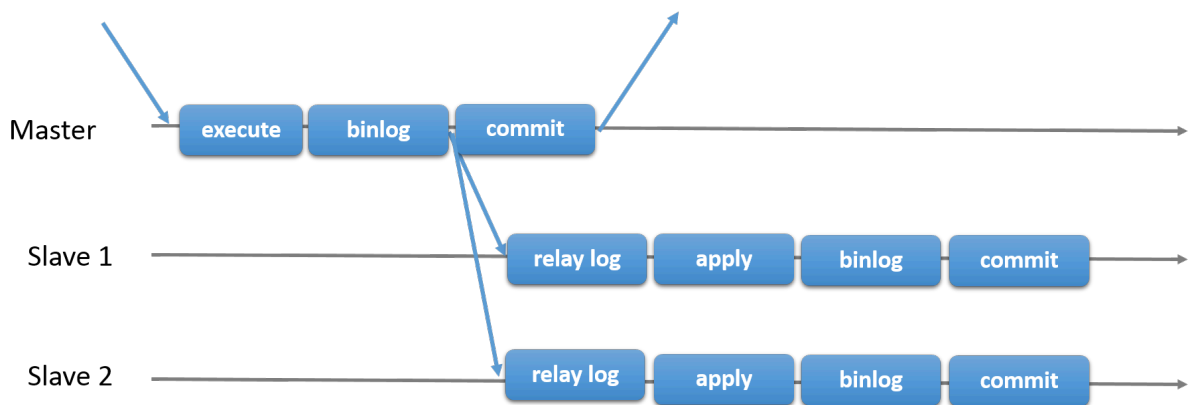 Master execute binlog commit
Slave 1 relay log apply binlog commit
Slave 2 relay log apply binlog commit